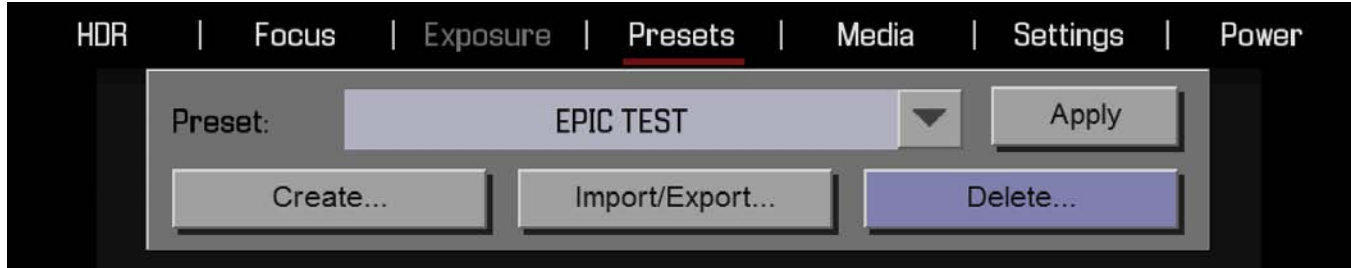 HDR | Focus | Exposure | Presets | Media | Settings | Power
Preset: EPIC TEST Apply
Create... Import/Export... Delete...